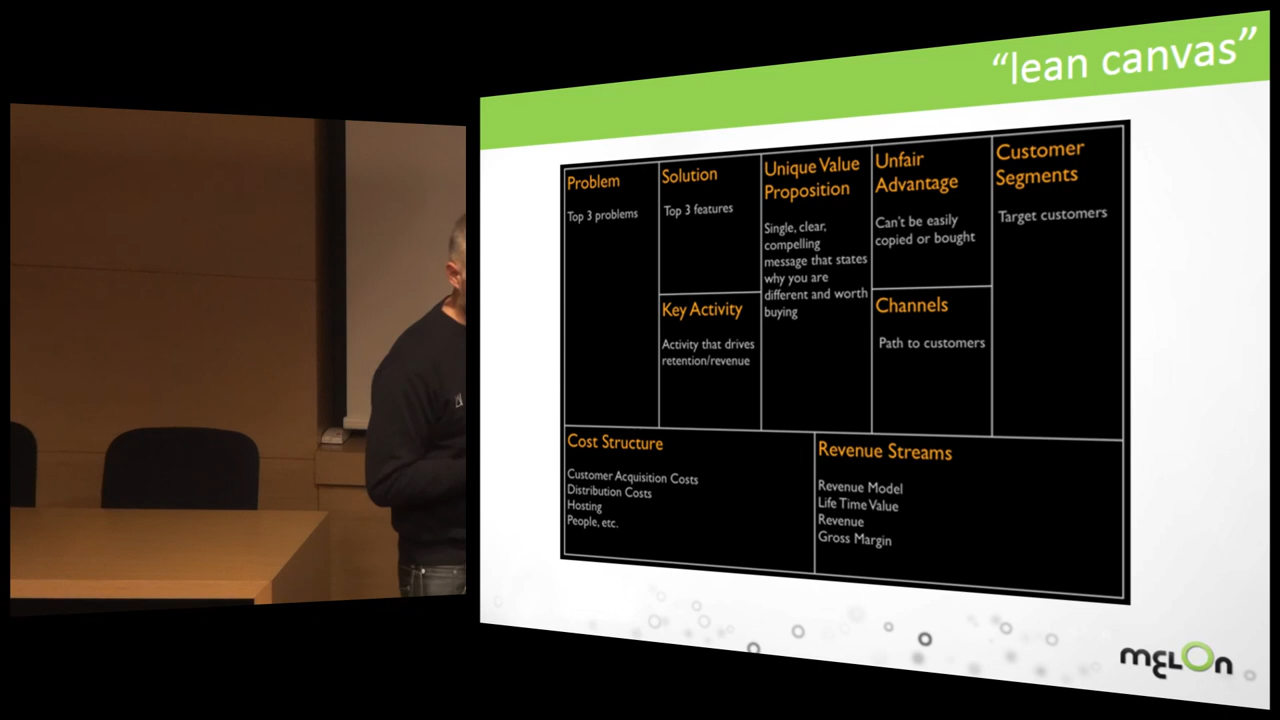 “lean canvas”
Problem
Top 3 problems
Solution
Top 3 features
Key Activity
Activity that drives
retention/revenue
Unique Value
Proposition
Single, clear,
compelling
message that states
why you are
different and worth
buying
Unfair
Advantage
Can't be easily
copied or bought
Channels
Path to customers
Customer
Segments
Target customers
Cost Structure
Customer Acquisition Costs
Distribution Costs
Hosting
People, etc.
Revenue Streams
Revenue Model
Life Time Value
Revenue
Gross Margin
melon